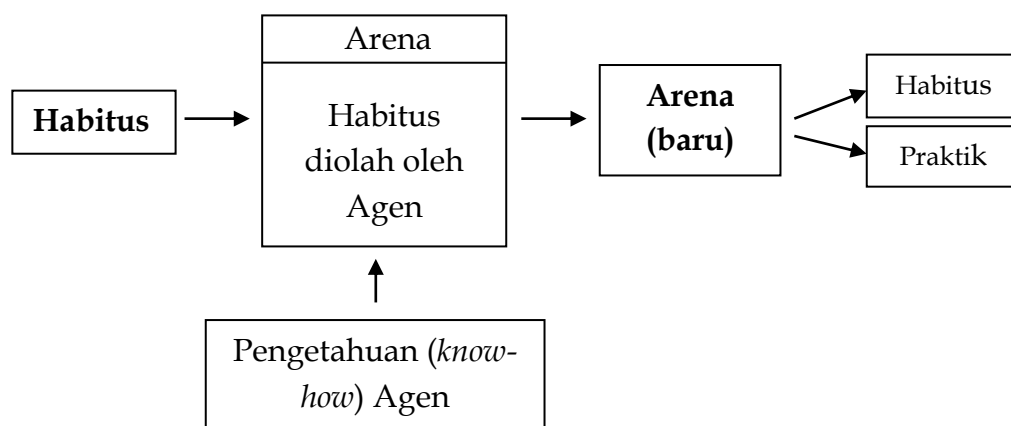 Habitus
Arena
Habitus
diolah oleh
Agen
Arena
(baru)
Habitus
Praktik
Pengetahuan (know-
how) Agen